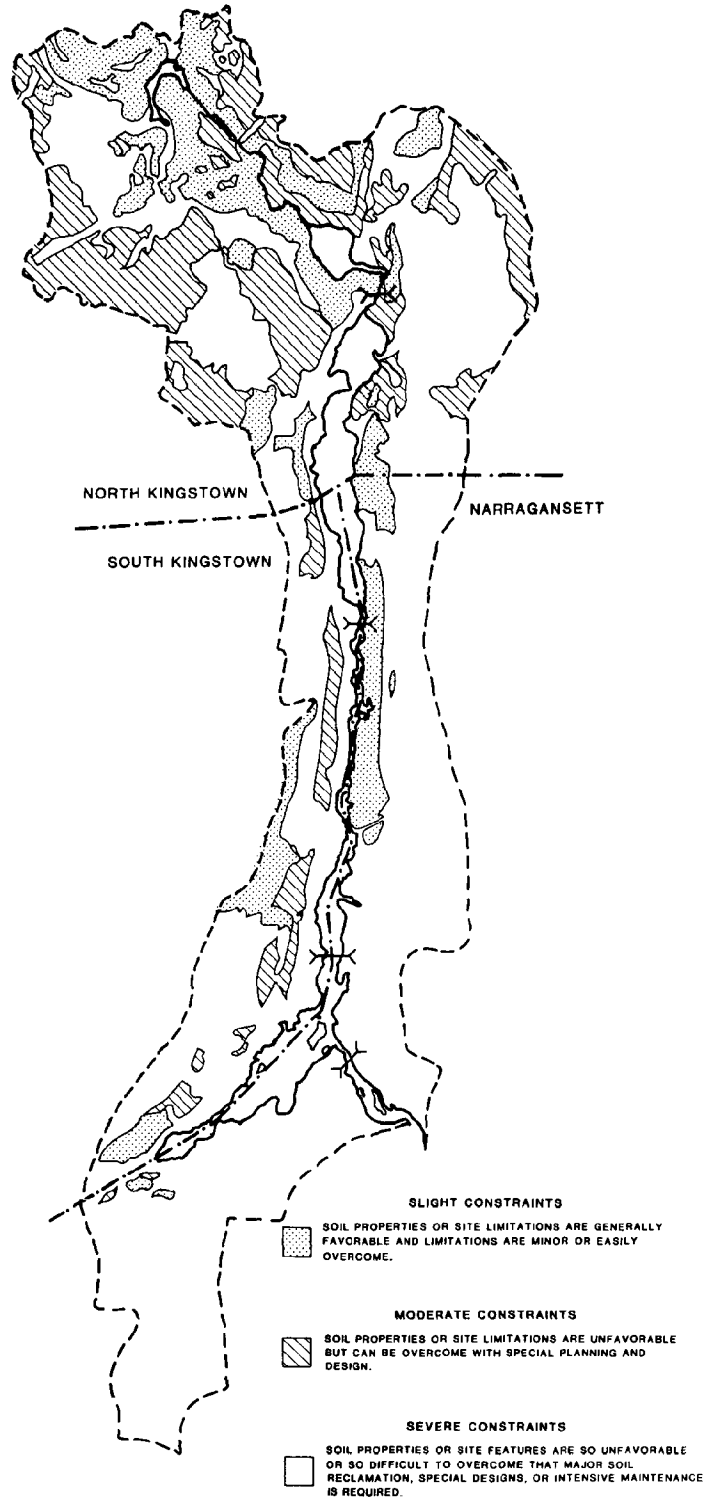 NORTH KINGSTOWN
NARRAGANSETT
SOUTH KINGSTOWN
SLIGHT CONSTRAINTS
SOIL PROPERTIES OR SITE LIMITATIONS ARE GENERALLY
FAVORABLE AND LIMITATIONS ARE MINOR OR EASILY
OVERCOME.
MODERATE CONSTRAINTS
SOIL PROPERTIES OR SITE LIMITATIONS ARE UNFAVORABLE
BUT CAN BE OVERCOME WITH SPECIAL PLANNING AND
DESIGN.
SEVERE CONSTRAINTS
SOIL PROPERTIES OR SITE FEATURES ARE SO UNFAVORABLE
OR SO DIFFICULT TO OVERCOME THAT MAJOR SOIL
RECLAMATION, SPECIAL DESIGNS, OR INTENSIVE MAINTENANCE
IS REQUIRED.